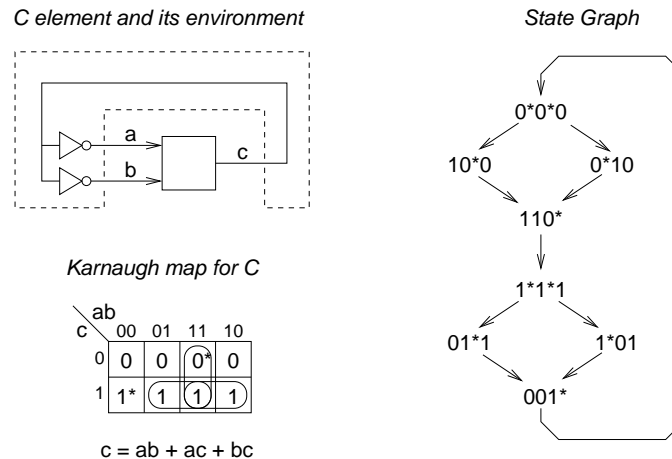 C element and its environment
a
b
c
Karnaugh map for C
ab
c
00 01 11 10
0 0 0 0* 0
1 1* 1 1 1
c = ab + ac + bc
State Graph
0*0*0
10*0 0*10
110*
1*1*1
01*1 1*01
001*